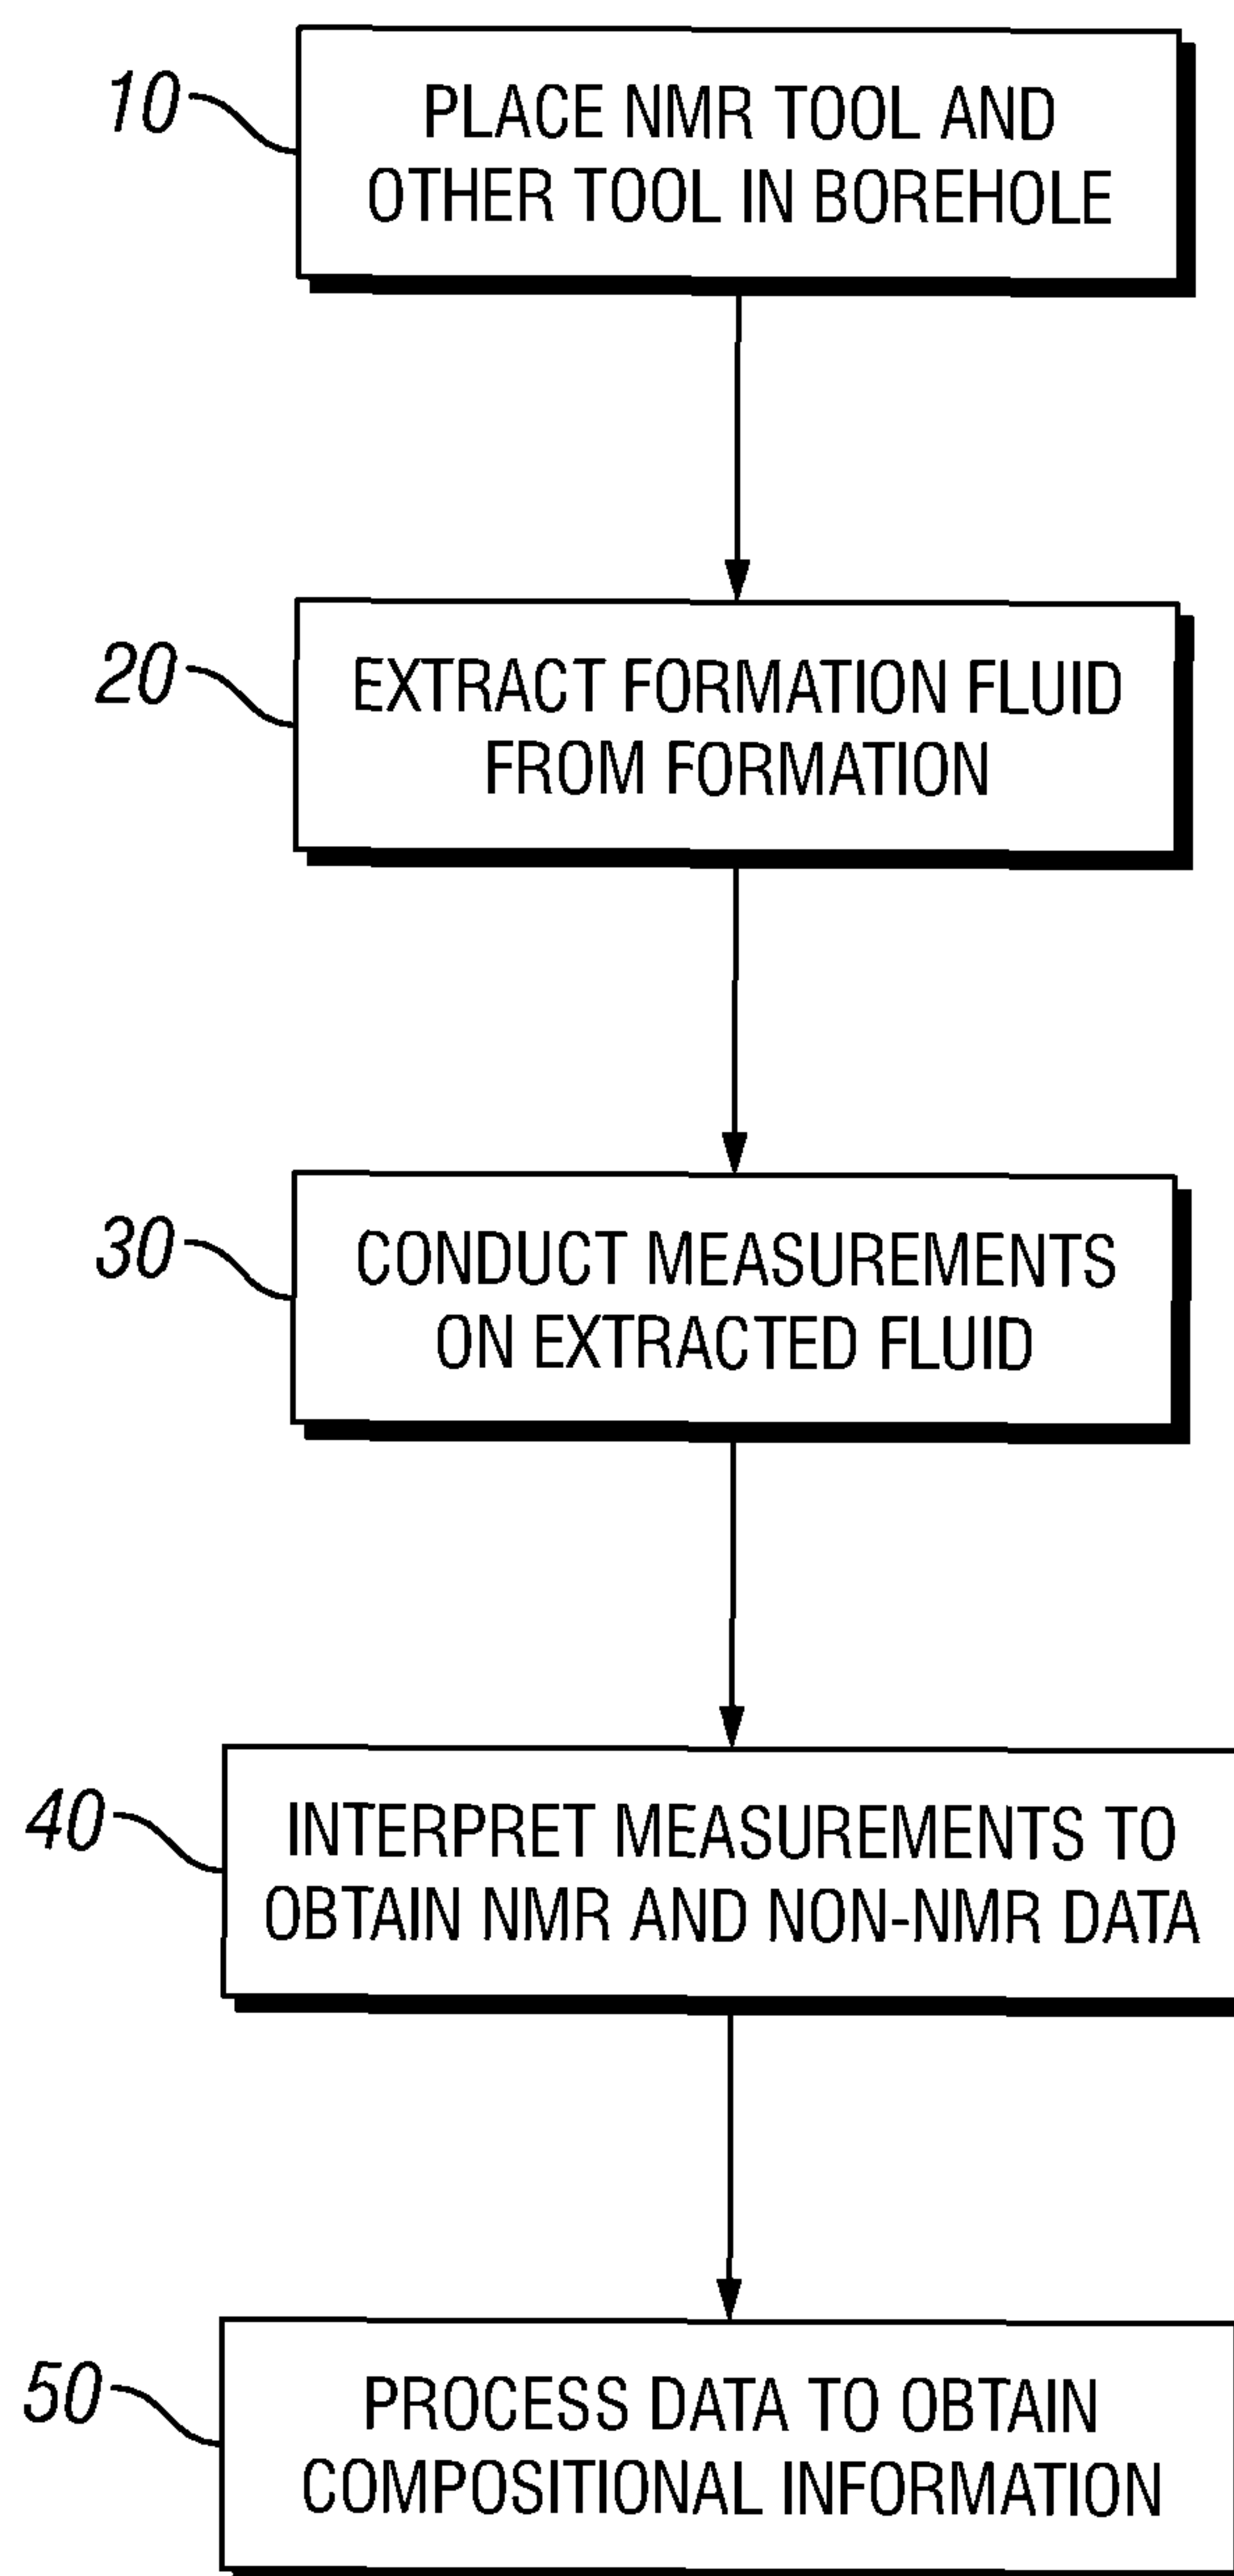 10
PLACE NMR TOOL AND
OTHER TOOL IN BOREHOLE
20
EXTRACT FORMATION FLUID
FROM FORMATION
30
CONDUCT MEASUREMENTS
ON EXTRACTED FLUID
40
INTERPRET MEASUREMENTS TO
OBTAIN NMR AND NON-NMR DATA
50
PROCESS DATA TO OBTAIN
COMPOSITIONAL INFORMATION